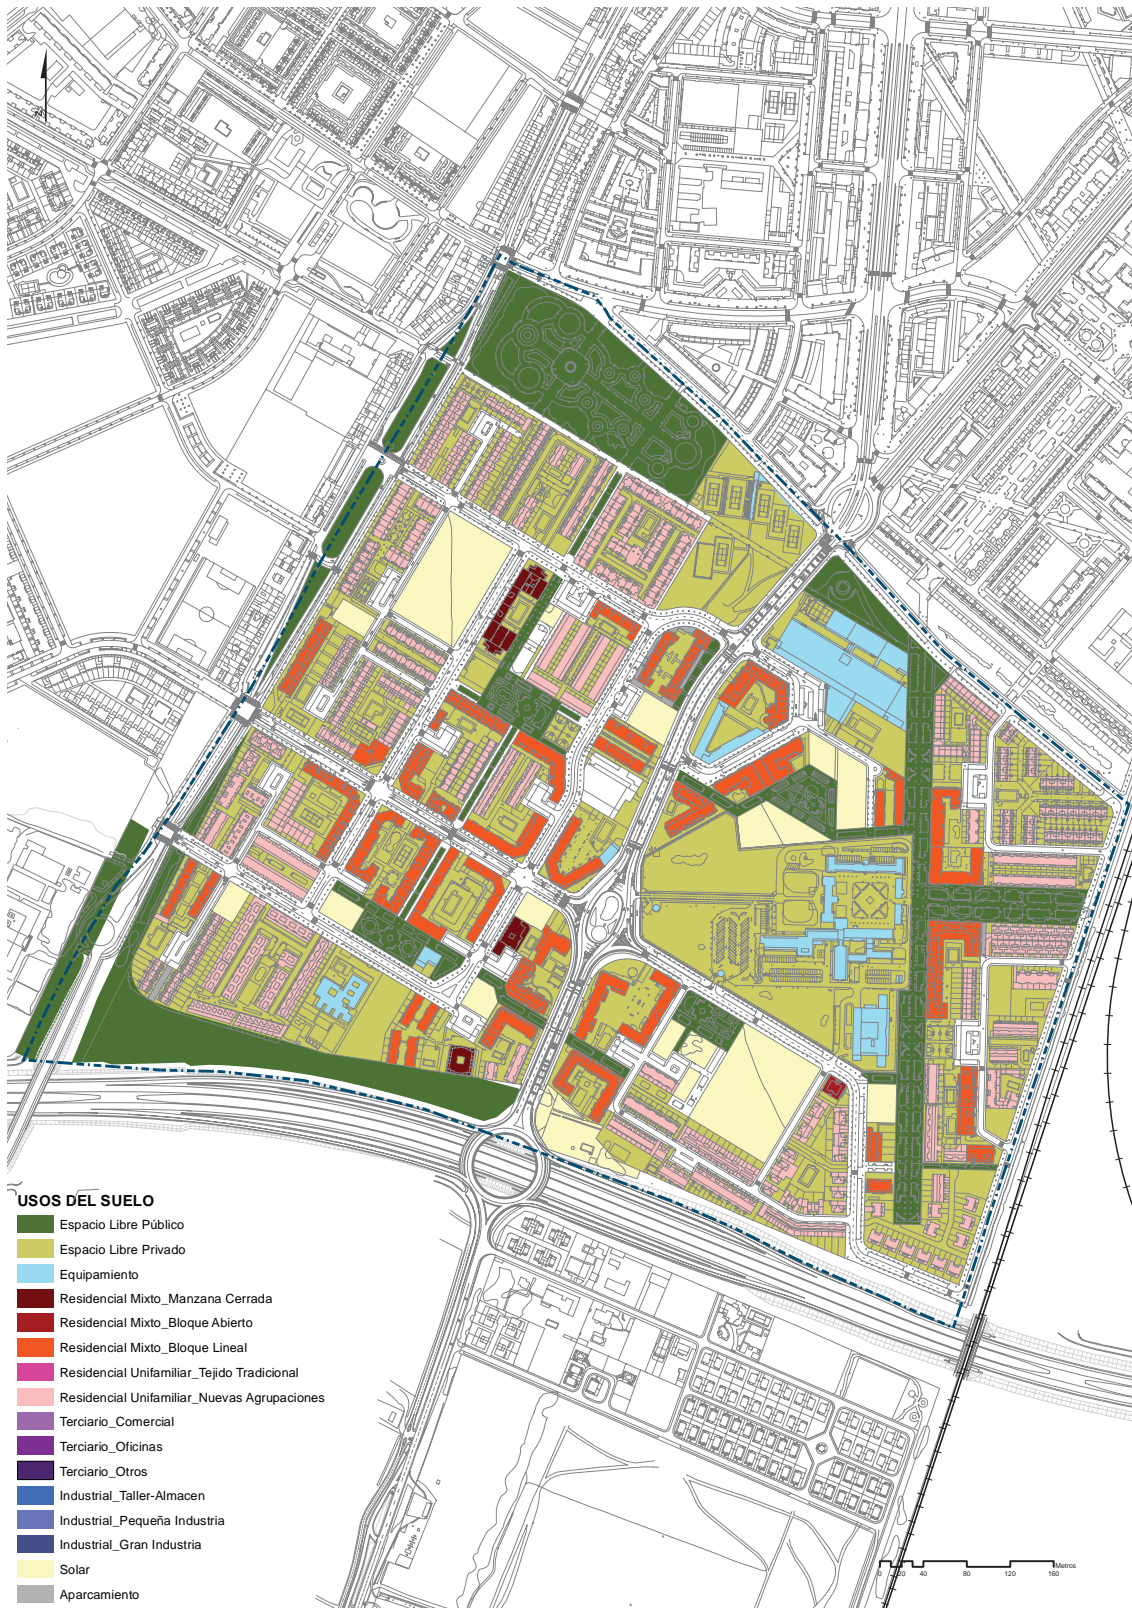 USOS DEL SUELO
Espacio Libre Público
Espacio Libre Privado
Equipamiento
Residencial Mixto_Manzana Cerrada
Residencial Mixto_Bloque Abierto
Residencial Mixto_Bloque Lineal
Residencial Unifamiliar_Tejido Tradicional
Residencial Unifamiliar_Nuevas Agrupaciones
Terciario_Comercial
Terciario_Oficinas
Terciario_Otros
Industrial_Taller-Almacen
Industrial_Pequeña Industria
Industrial_Gran Industria
Solar
Aparcamiento
Metros
0 20 40 80 120 160